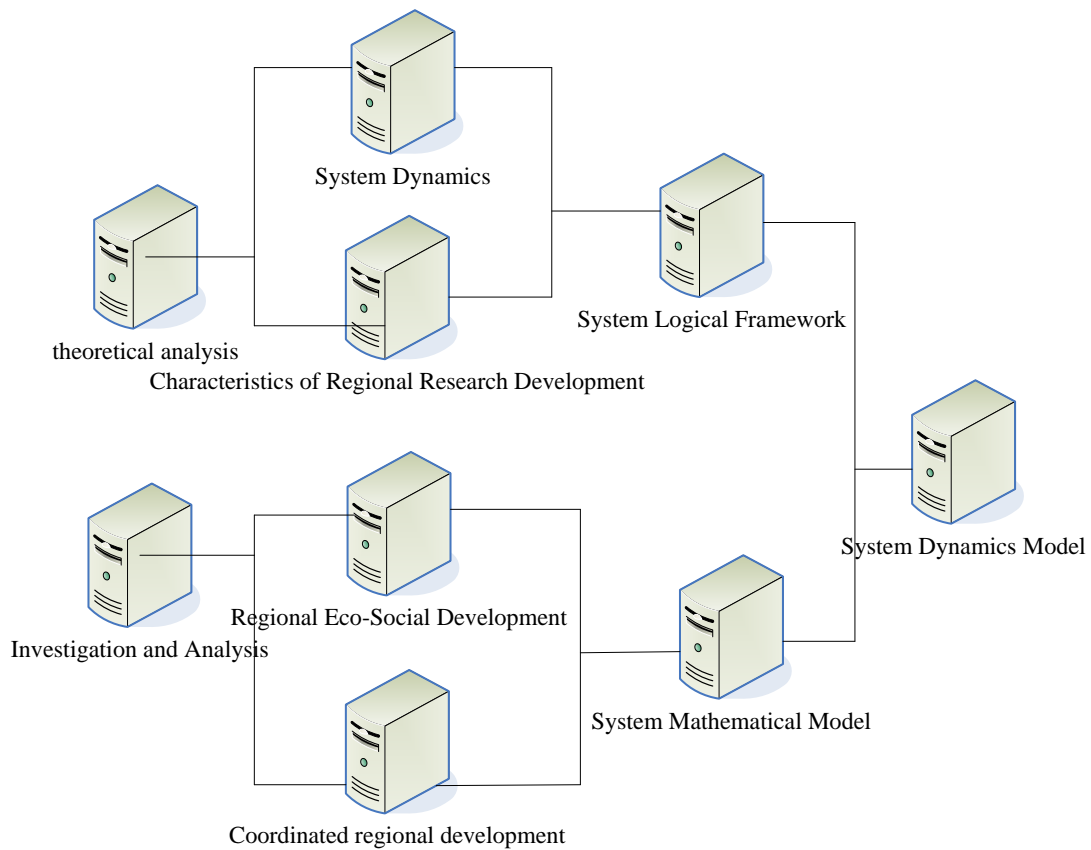 System Dynamics
theoretical analysis
Characteristics of Regional Research Development
System Logical Framework
System Dynamics Model
Regional Eco-Social Development
Investigation and Analysis
System Mathematical Model
Coordinated regional development